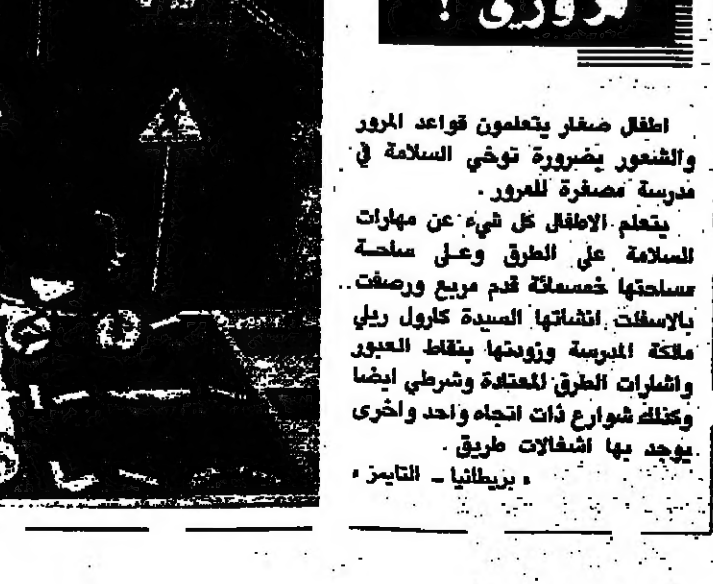 مروري !
اطفال صغار يتعلمون قواعد المرور
والشعور بضرورة توخي السلامة في
مدرسة مصغرة للمرور .
يتعلم الاطفال كل شيء عن مهارات
السلامة على الطرق وعلى ساحة
مساحتها خمسمائة قدم مربع ورصفت
بالاسفلت انشاتها السيدة كارول ريلي
مالكة المدرسة وزودتها بنقاط العبور
واشارات الطرق المعتادة وشرطي ايضا
وكذلك شوارع ذات اتجاه واحد واخرى
يوجد بها اشغالات طريق .
« بريطانيا - التايمز »